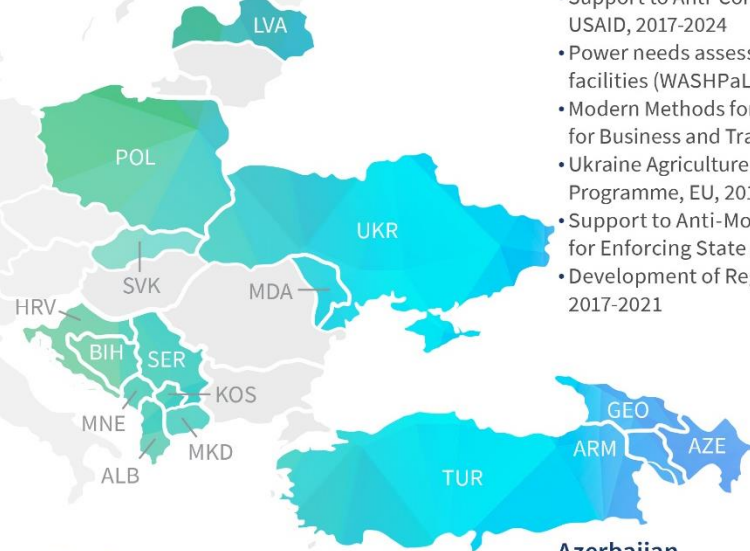 LVA
USAID, 2017-2024
• Power needs assess
facilities (WASHPaL
• Modern Methods fo
for Business and Tra
• Ukraine Agriculture
Programme, EU, 201
• Support to Anti-Mo
for Enforcing State
• Development of Re
2017-2021
POL
UKR
SVK
MDA
HRV
BIH
SER
KOS
MNE
MKD
ALB
GEO
ARM
AZE
TUR
Azerbaijan